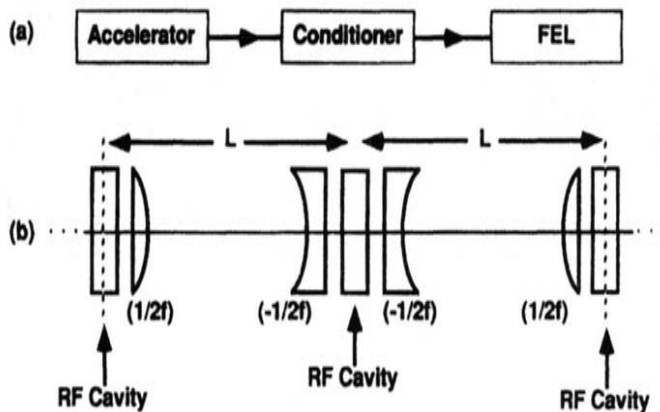 (a)
Accelerator
Conditioner
FEL
L
L
(b)
(1/2f)
(-1/2f)
(-1/2f)
(1/2f)
RF Cavity
RF Cavity
RF Cavity